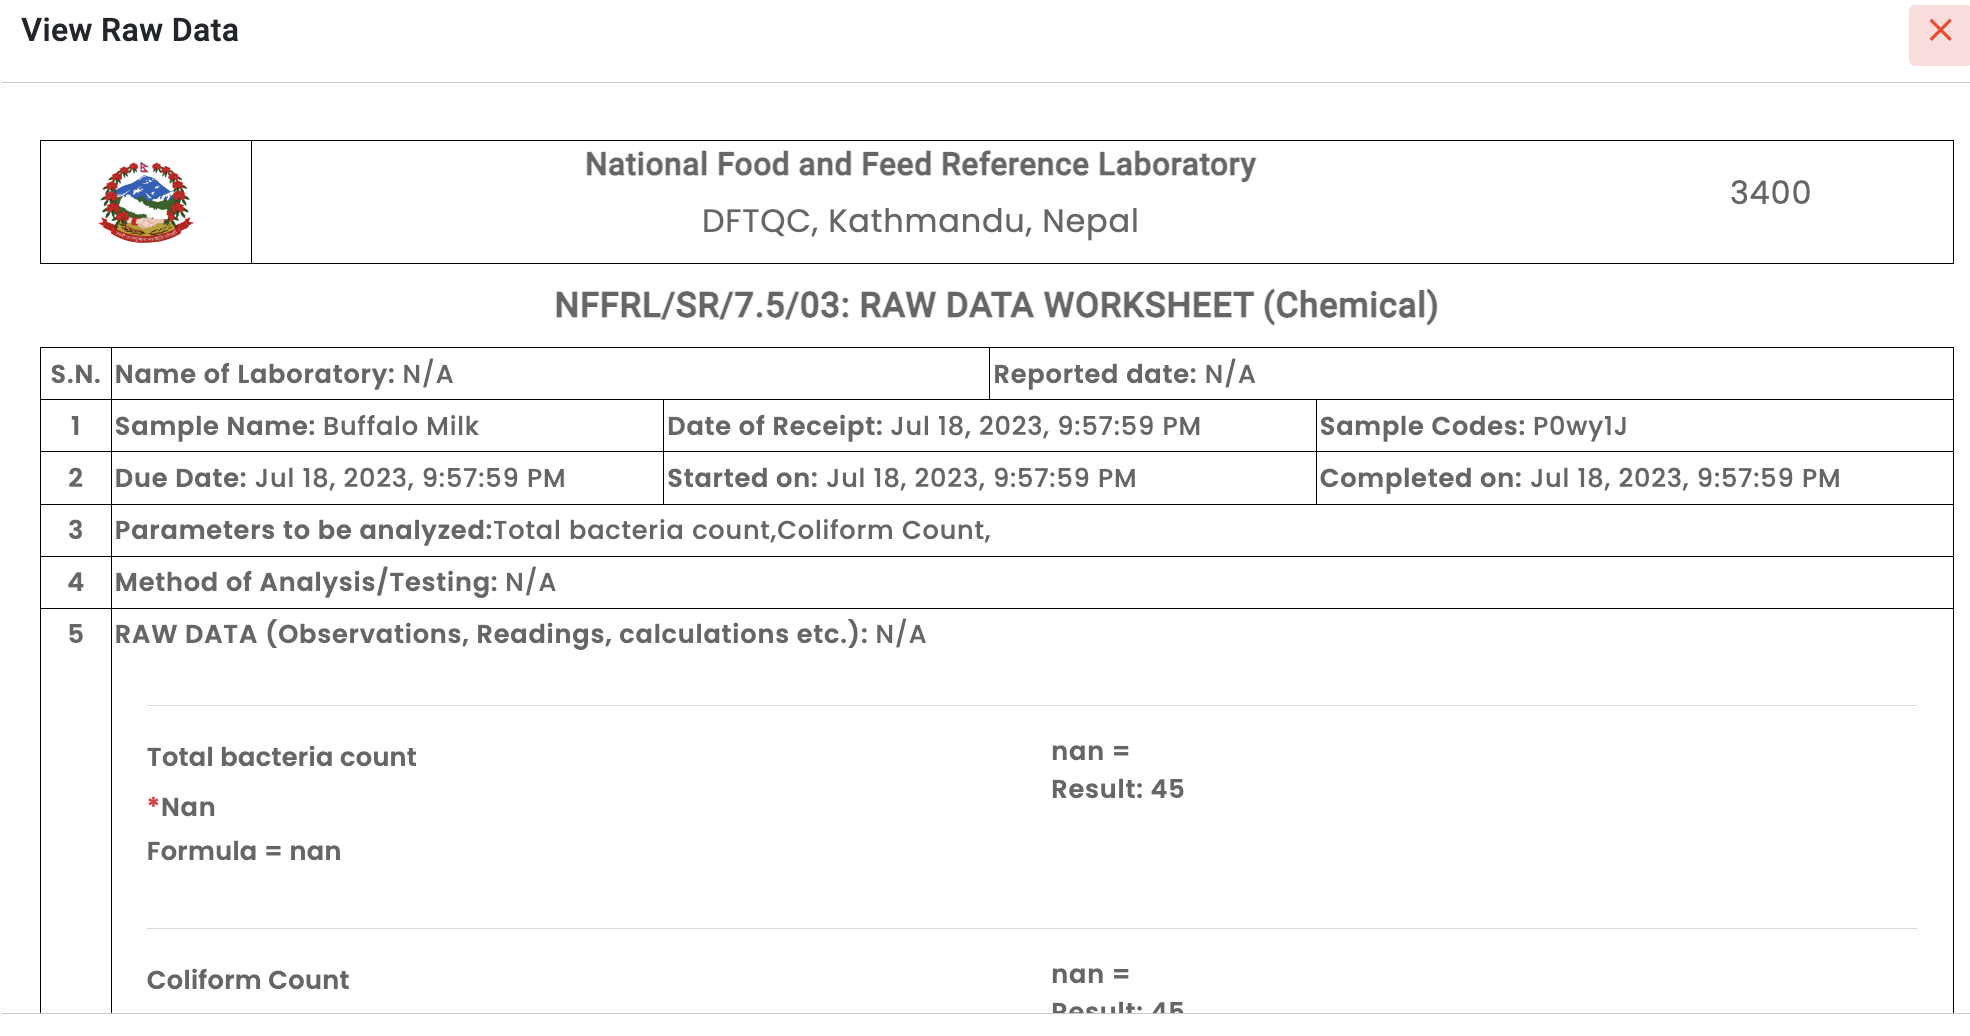 View Raw Data
National Food and Feed Reference Laboratory
DFTQC, Kathmandu, Nepal
3400
NFFRL/SR/7.5/03: RAW DATA WORKSHEET (Chemical)
S.N. Name of Laboratory: N/A Reported date: N/A
1 Sample Name: Buffalo Milk Date of Receipt: Jul 18, 2023, 9:57:59 PM Sample Codes: P0wy1J
2 Due Date: Jul 18, 2023, 9:57:59 PM Started on: Jul 18, 2023, 9:57:59 PM Completed on: Jul 18, 2023, 9:57:59 PM
3 Parameters to be analyzed:Total bacteria count,Coliform Count,
4 Method of Analysis/Testing: N/A
5 RAW DATA (Observations, Readings, calculations etc.): N/A
Total bacteria count
*Nan
Formula = nan
nan =
Result: 45
Coliform Count
nan =
Result: 45